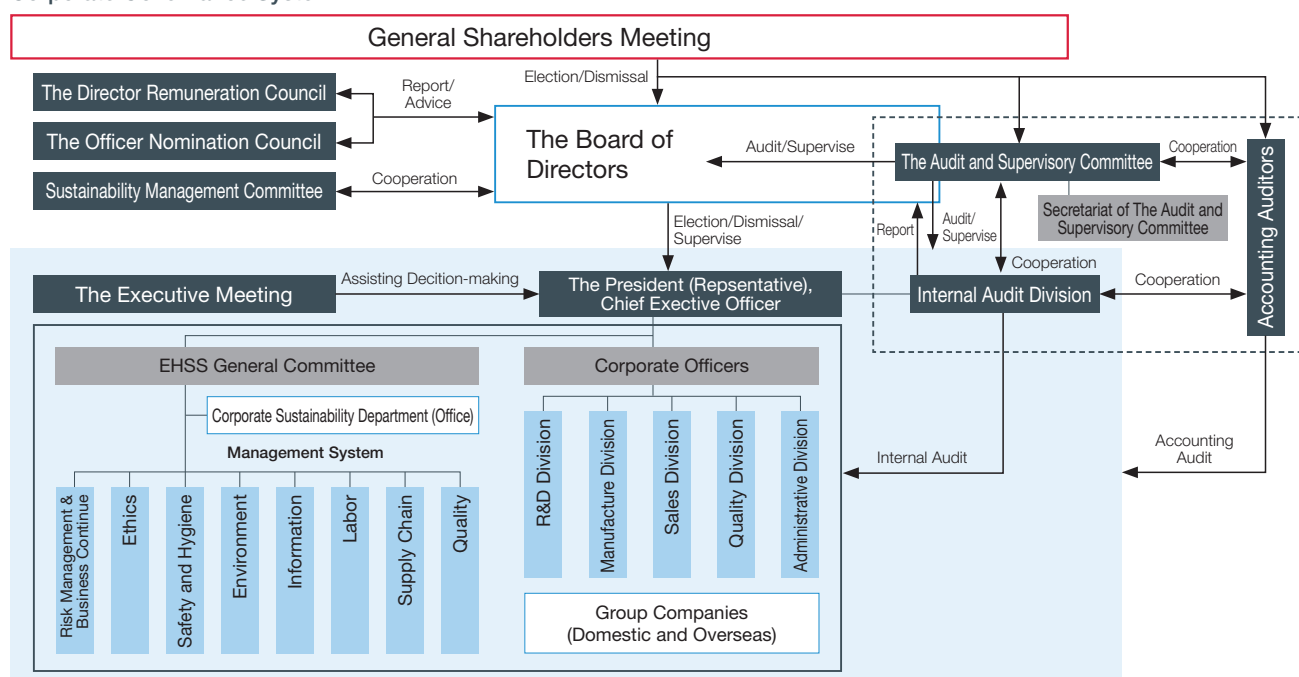 General Shareholders Meeting
Election/Dismissal
The Director Remuneration Council
Report/
Advice
The Officer Nomination Council
The Board of
Directors
Audit/Supervise
The Audit and Supervisory Committee
Cooperation
Accounting Auditors
Sustainability Management Committee
Cooperation
Secretariat of The Audit and
Supervisory Committee
Election/Dismissal/
Supervise
Report
Audit/
Supervise
Cooperation
The Executive Meeting
Assisting Decition-making
The President (Repsentative),
Chief Executive Officer
Internal Audit Division
Cooperation
EHSS General Committee
Corporate Officers
Corporate Sustainability Department (Office)
Management System
Risk Management &
Business Continue
Ethics
Safety and Hygiene
Environment
Information
Labor
Supply Chain
Quality
R&D Division
Manufacture Division
Sales Division
Quality Division
Administrative Division
Internal Audit
Accounting
Audit
Group Companies
(Domestic and Overseas)